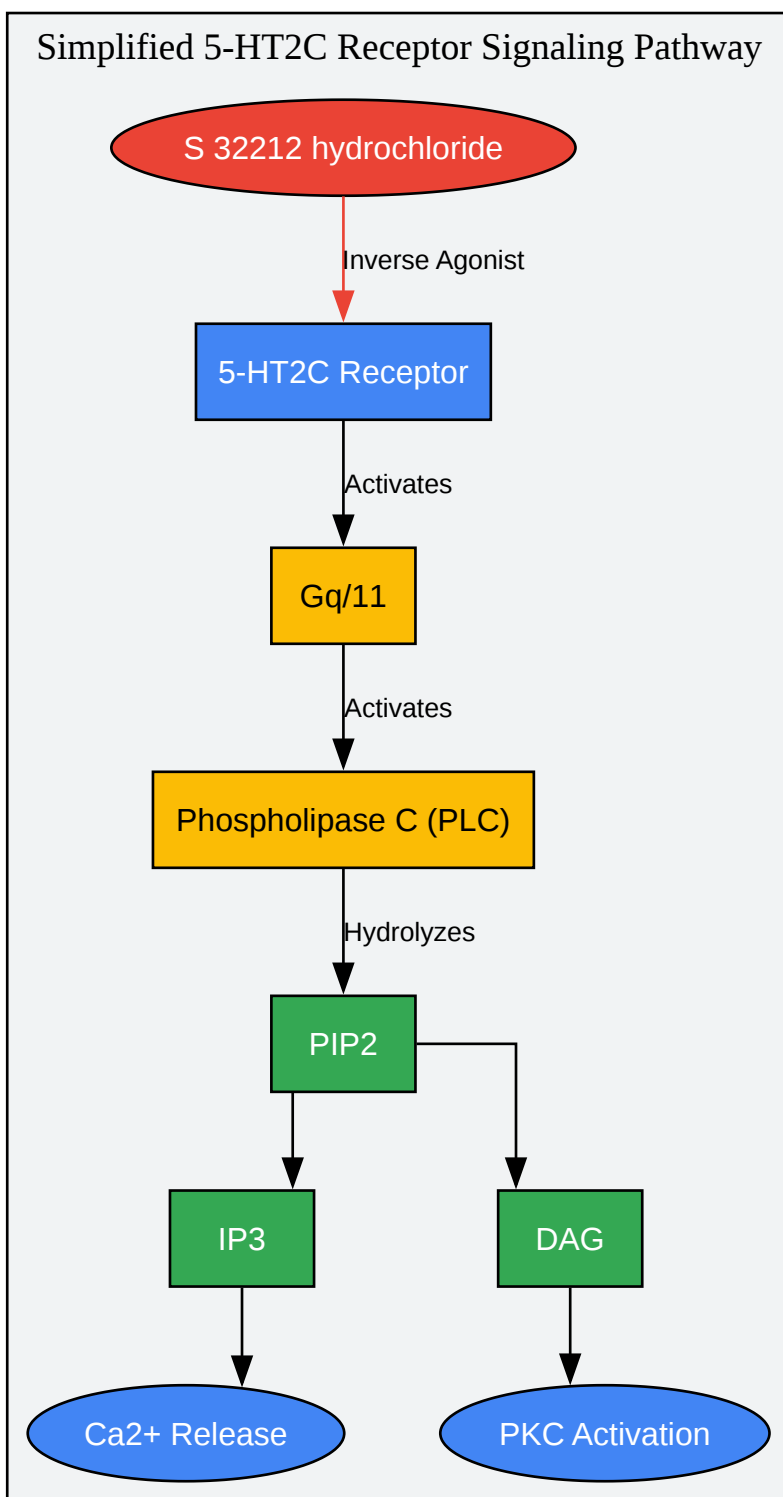 Simplified 5-HT2C Receptor Signaling Pathway
S 32212 hydrochloride
Inverse Agonist
5-HT2C Receptor
Activates
Gq/11
Activates
Phospholipase C (PLC)
Hydrolyzes
PIP2
IP3
DAG
Ca2+ Release
PKC Activation